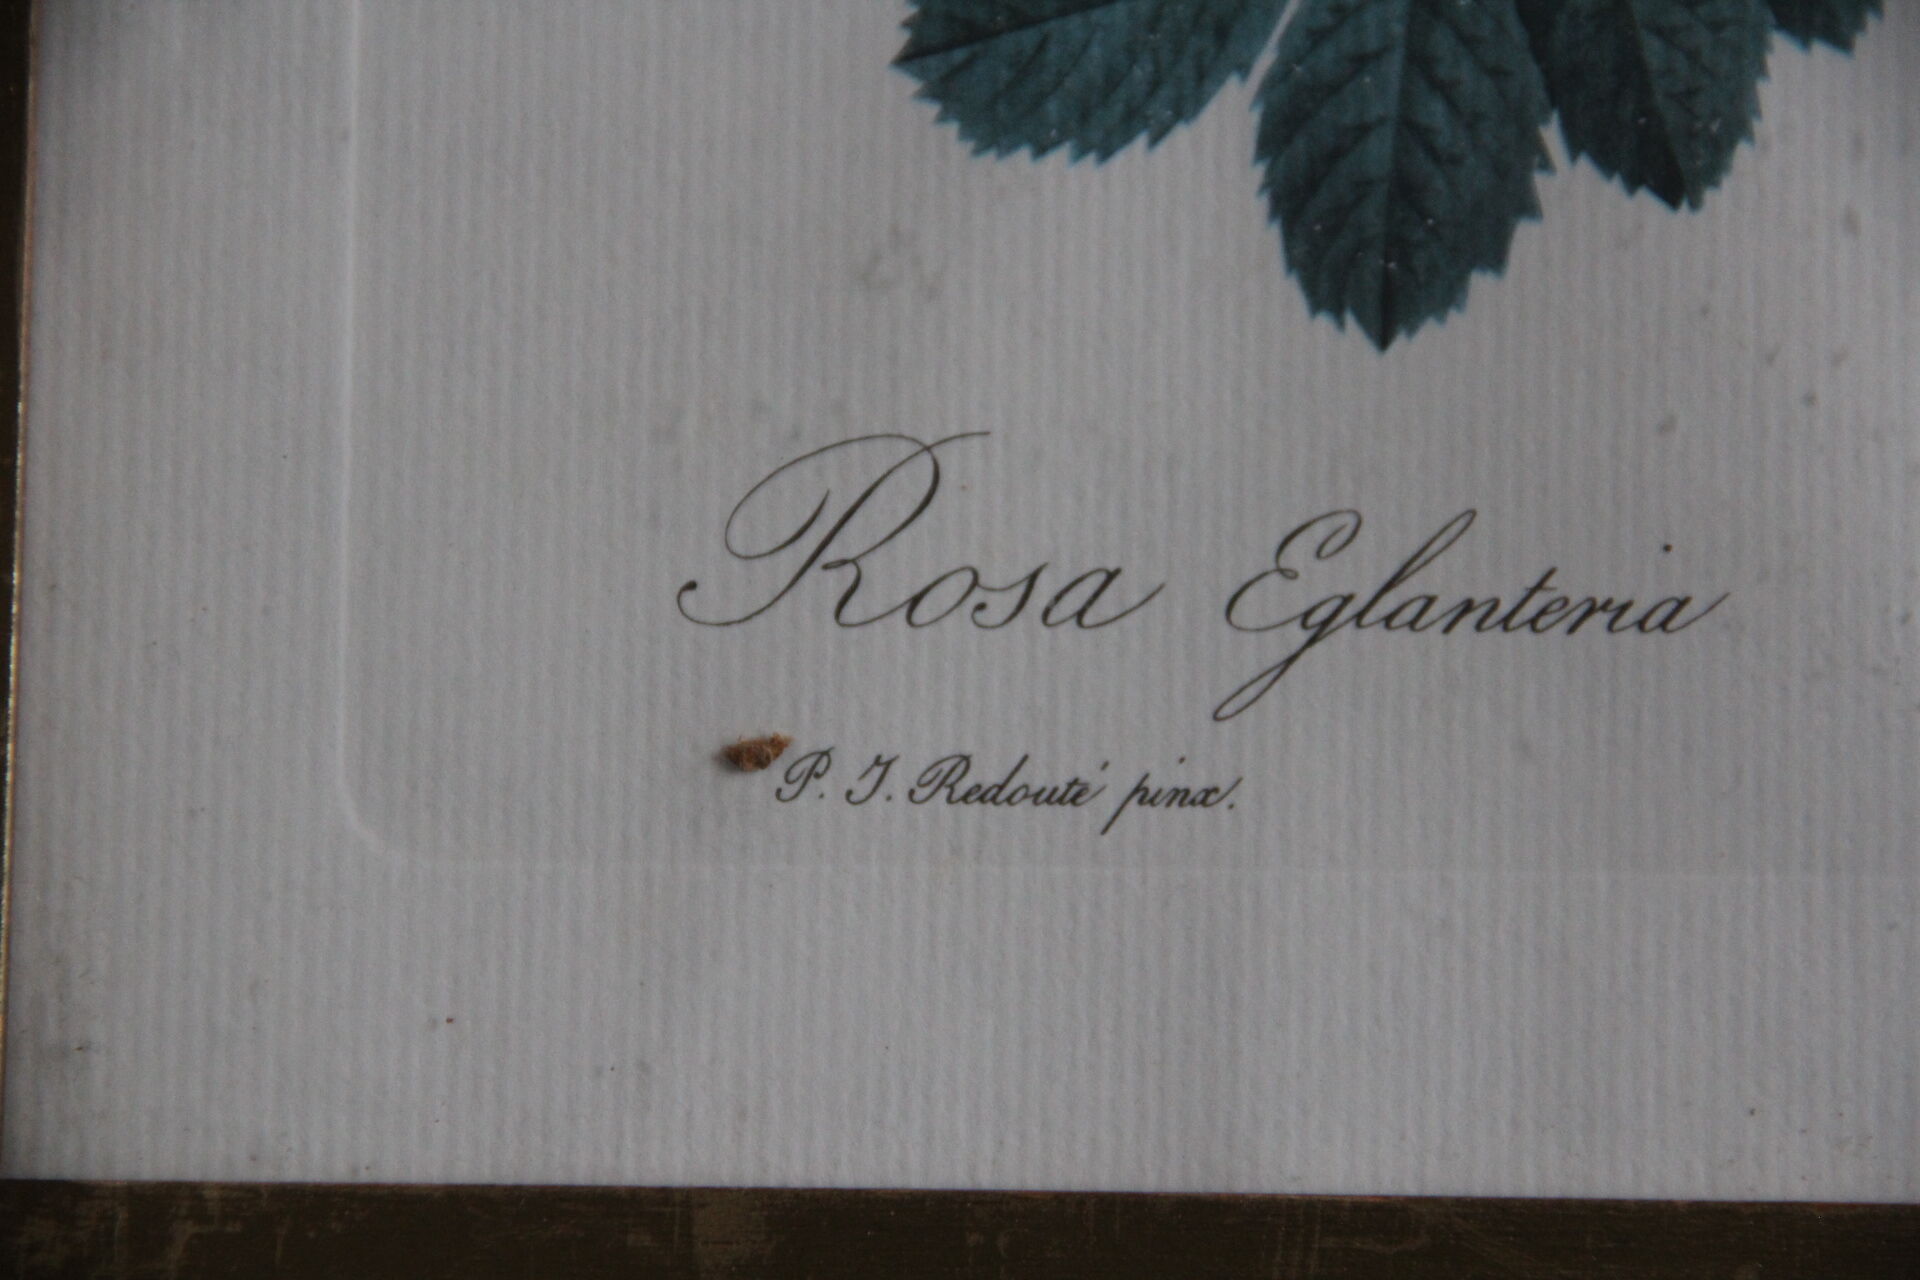 Rosa Eglanteria
P. J. Redouté pinx.